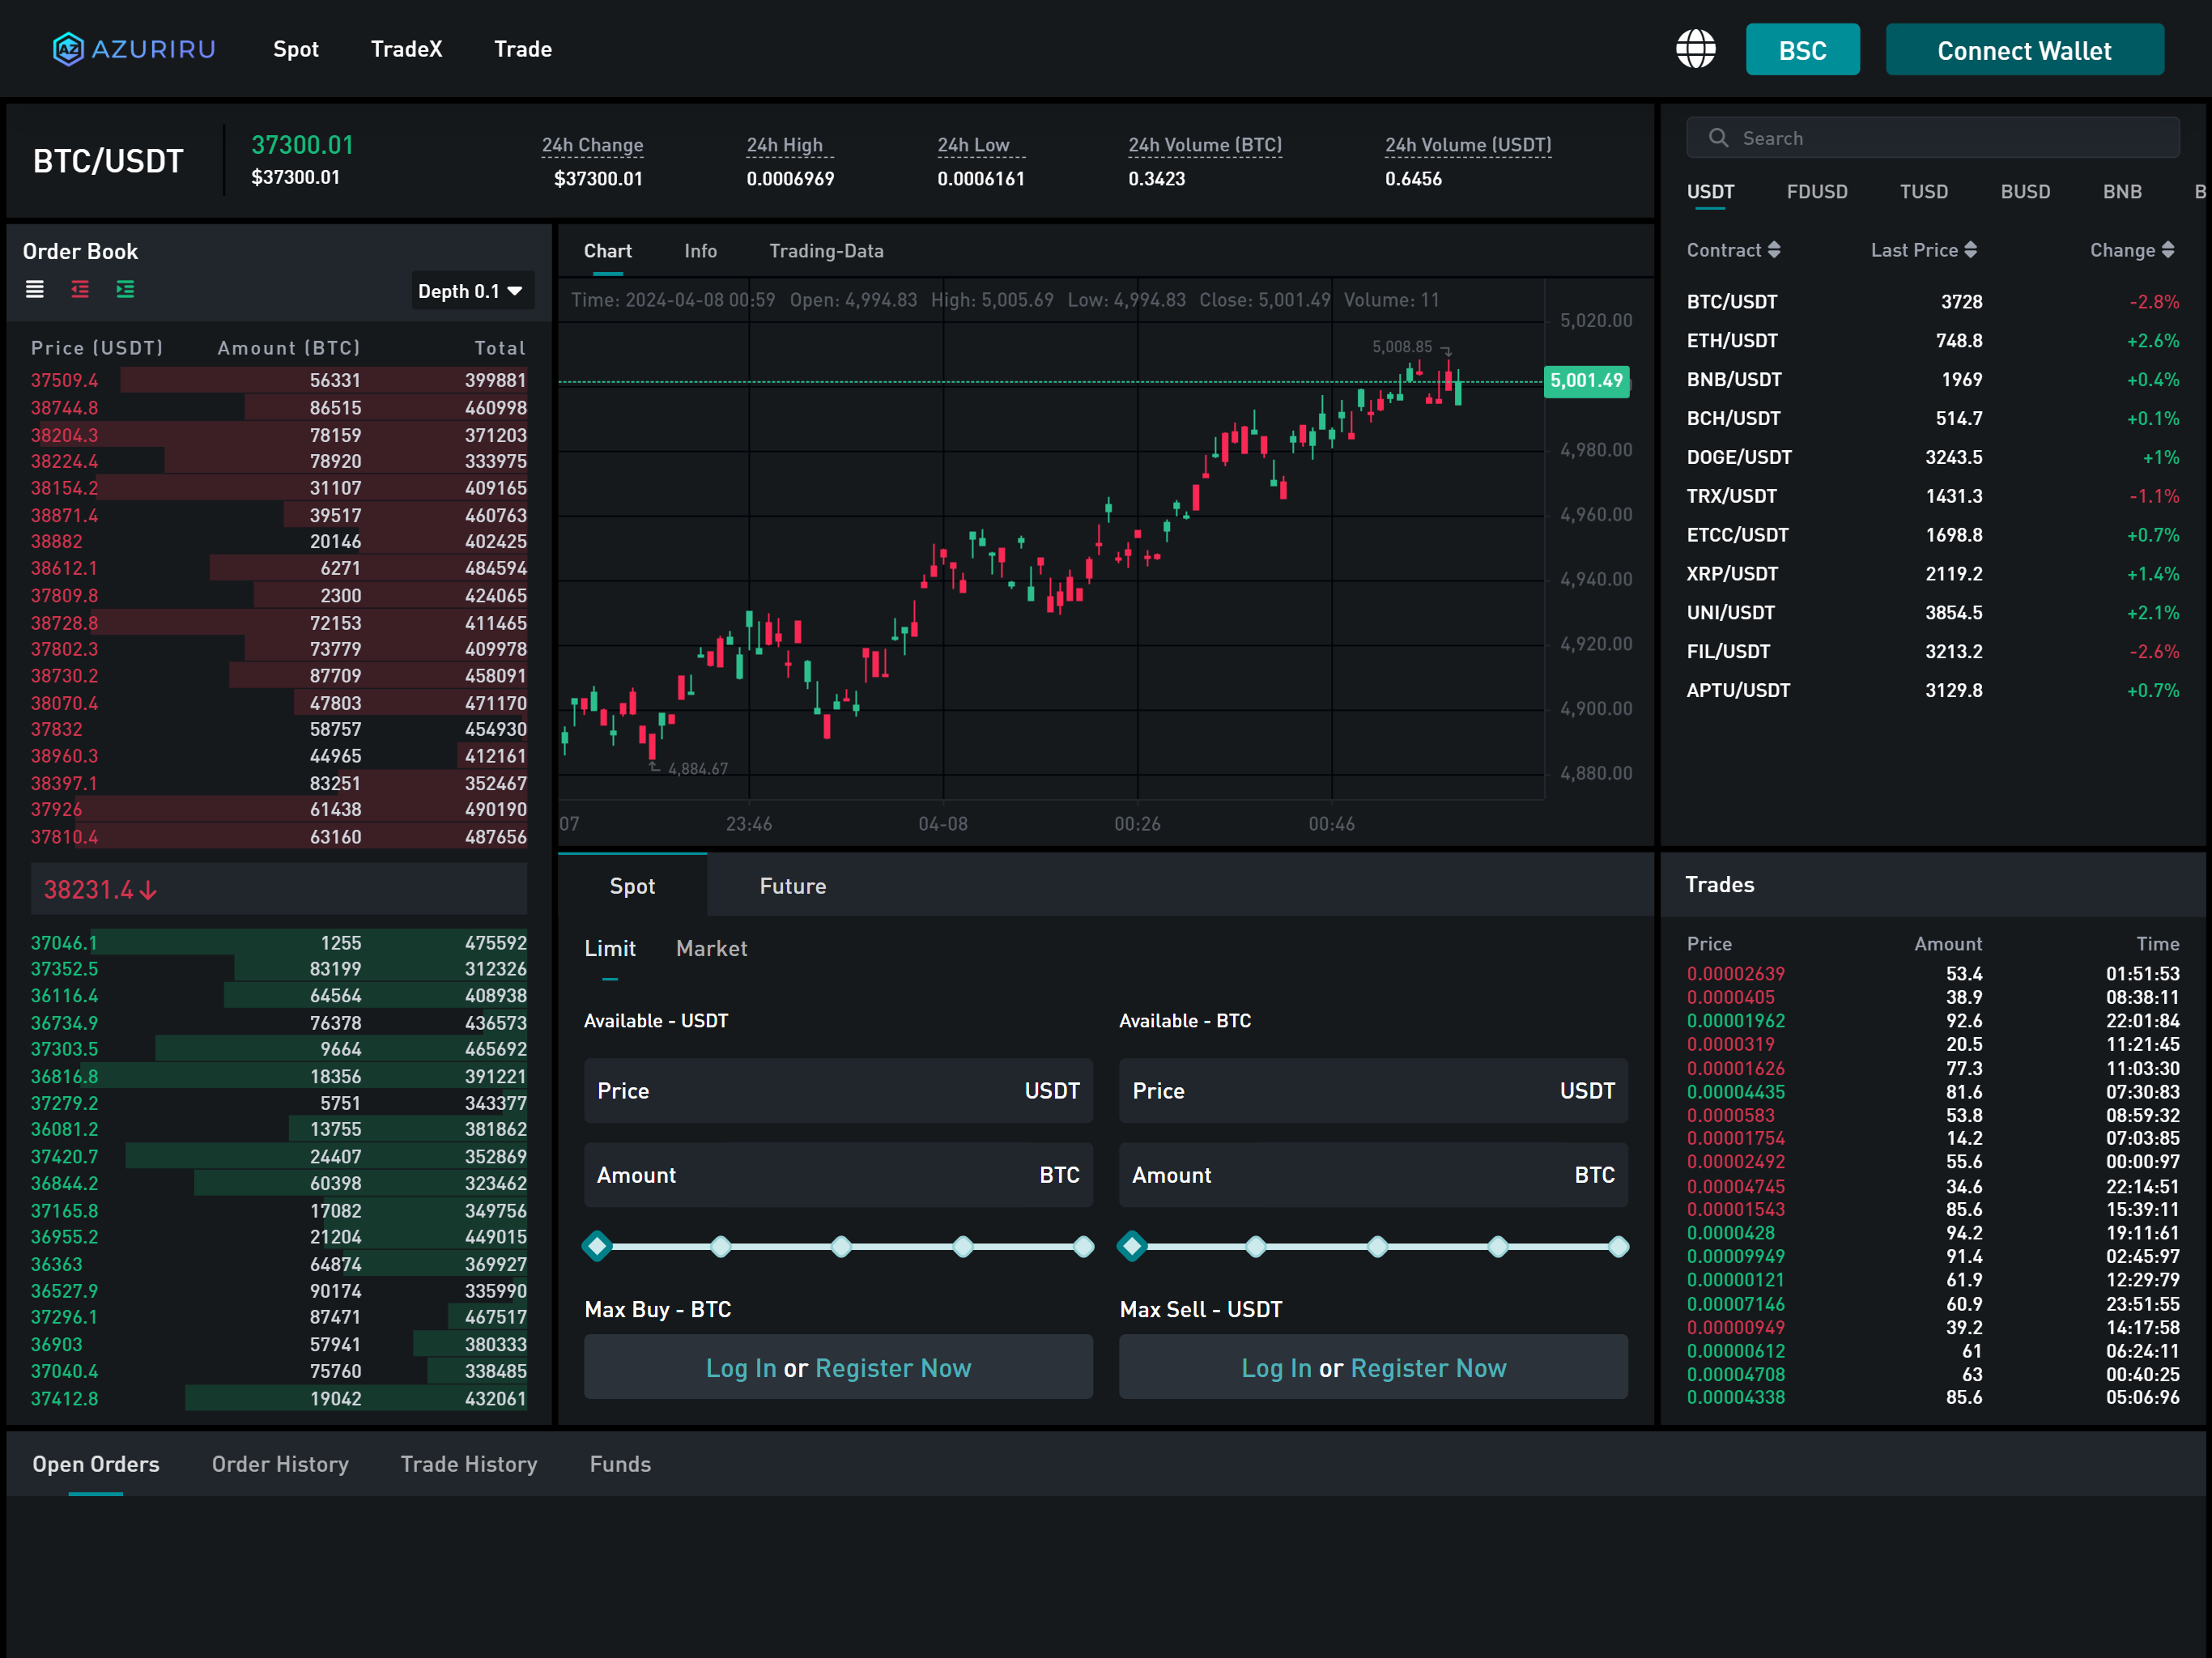 AZURIRU Spot TradeX Trade BSC Connect Wallet
BTC/USDT
37300.01
$37300.01
24h Change
$37300.01
24h High
0.0006969
24h Low
0.0006161
24h Volume (BTC)
0.3423
24h Volume (USDT)
0.6456
Order Book
Depth 0.1
Price (USDT) Amount (BTC) Total
37509.4 56331 399881
38744.8 86515 460998
38204.3 78159 371203
38224.4 78920 333975
38154.2 31107 409165
38871.4 39517 460763
38882 20146 402425
38612.1 6271 484594
37809.8 2300 424065
38728.8 72153 411465
37802.3 73779 409978
38730.2 87709 458091
38070.4 47803 471170
37832 58757 454930
38960.3 44965 412161
38397.1 83251 352467
37926 61438 490190
37810.4 63160 487656
38231.4
37046.1 1255 475592
37352.5 83199 312326
36116.4 64564 408938
36734.9 76378 436573
37303.5 9664 465692
36816.8 18356 391221
37279.2 5751 343377
36081.2 13755 381862
37420.7 24407 352869
36844.2 60398 323462
37165.8 17082 349756
36955.2 21204 449015
36363 64874 369927
36527.9 90174 335990
37296.1 87471 467517
36903 57941 380333
37040.4 75760 338485
37412.8 19042 432061
Chart Info Trading-Data
Time: 2024-04-08 00:59 Open: 4,994.83 High: 5,005.69 Low: 4,994.83 Close: 5,001.49 Volume: 11
5,020.00
5,008.85
5,001.49
4,980.00
4,960.00
4,940.00
4,920.00
4,900.00
4,884.67
4,880.00
07 23:46 04-08 00:26 00:46
Spot Future
Limit Market
Available - USDT
Price USDT
Amount BTC
Max Buy - BTC
Log In or Register Now
Available - BTC
Price USDT
Amount BTC
Max Sell - USDT
Log In or Register Now
Search
USDT FDUSD TUSD BUSD BNB B
Contract Last Price Change
BTC/USDT 3728 -2.8%
ETH/USDT 748.8 +2.6%
BNB/USDT 1969 +0.4%
BCH/USDT 514.7 +0.1%
DOGE/USDT 3243.5 +1%
TRX/USDT 1431.3 -1.1%
ETCC/USDT 1698.8 +0.7%
XRP/USDT 2119.2 +1.4%
UNI/USDT 3854.5 +2.1%
FIL/USDT 3213.2 -2.6%
APTU/USDT 3129.8 +0.7%
Trades
Price Amount Time
0.00002639 53.4 01:51:53
0.0000405 38.9 08:38:11
0.00001962 92.6 22:01:84
0.0000319 20.5 11:21:45
0.00001626 77.3 11:03:30
0.00004435 81.6 07:30:83
0.0000583 53.8 08:59:32
0.00001754 14.2 07:03:85
0.00002492 55.6 00:00:97
0.00004745 34.6 22:14:51
0.00001543 85.6 15:39:11
0.0000428 94.2 19:11:61
0.00009949 91.4 02:45:97
0.00000121 61.9 12:29:79
0.00007146 60.9 23:51:55
0.00000949 39.2 14:17:58
0.00000612 61 06:24:11
0.00004708 63 00:40:25
0.00004338 85.6 05:06:96
Open Orders Order History Trade History Funds